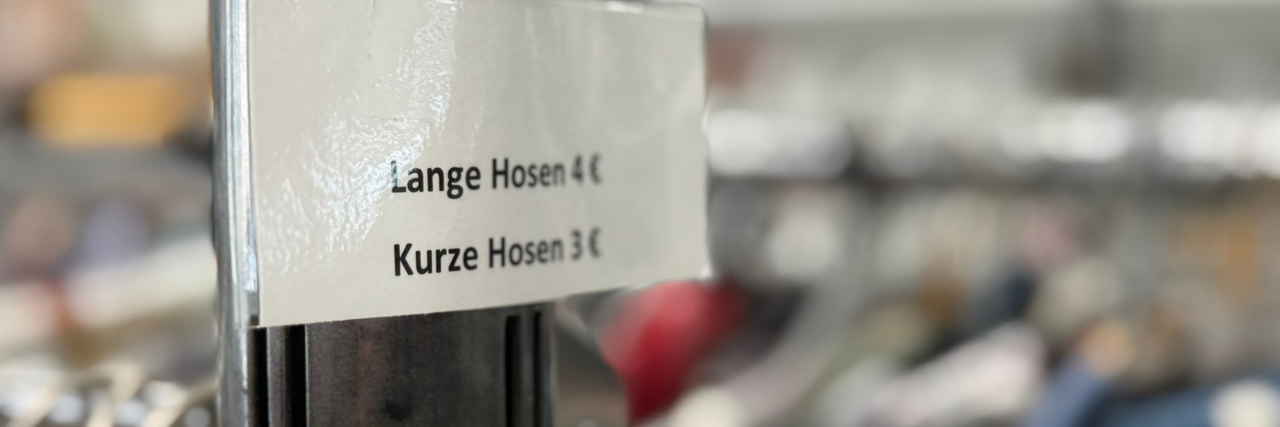 Lange Hosen 4 €
Kurze Hosen 3 €